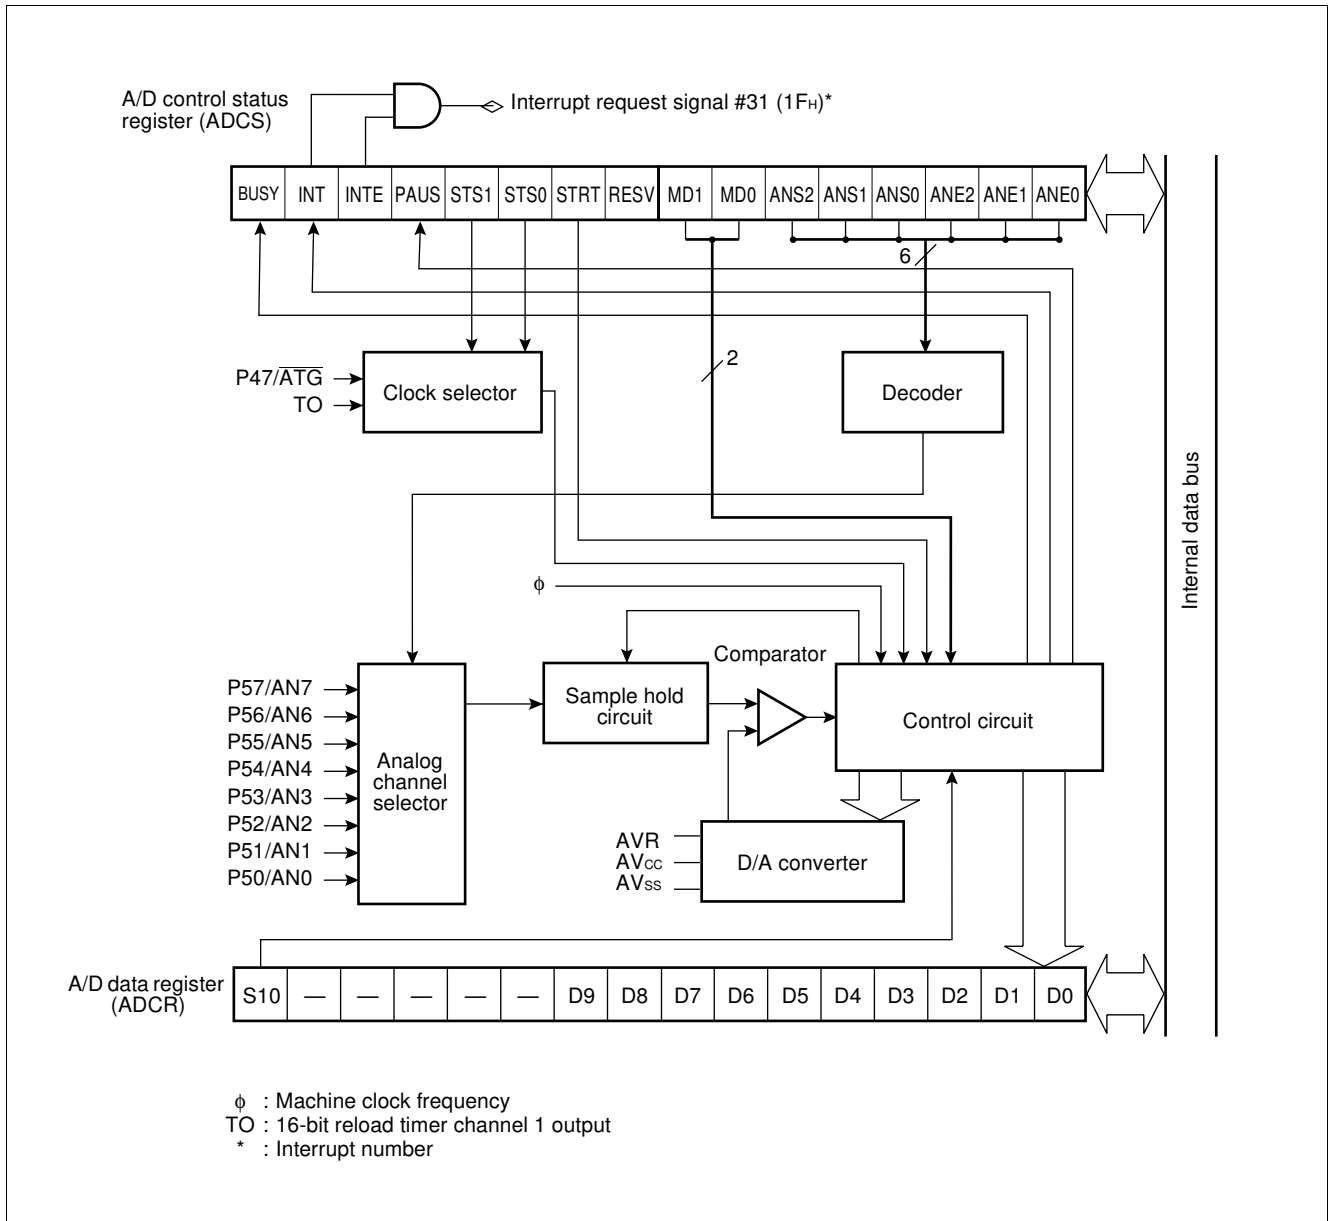 A/D control status
register (ADCS)
Interrupt request signal #31 (1FH)*
BUSY INT INTE PAUS STS1 STS0 STRT RESV MD1 MD0 ANS2 ANS1 ANS0 ANE2 ANE1 ANE0
6
2
P47/ATG
TO
Clock selector
Decoder
Internal data bus
φ
Comparator
P57/AN7
P56/AN6
P55/AN5
P54/AN4
P53/AN3
P52/AN2
P51/AN1
P50/AN0
Analog
channel
selector
Sample hold
circuit
Control circuit
AVR
AVCC
AVSS
D/A converter
A/D data register
(ADCR)
S10 — — — — — D9 D8 D7 D6 D5 D4 D3 D2 D1 D0
φ : Machine clock frequency
TO : 16-bit reload timer channel 1 output
* : Interrupt number